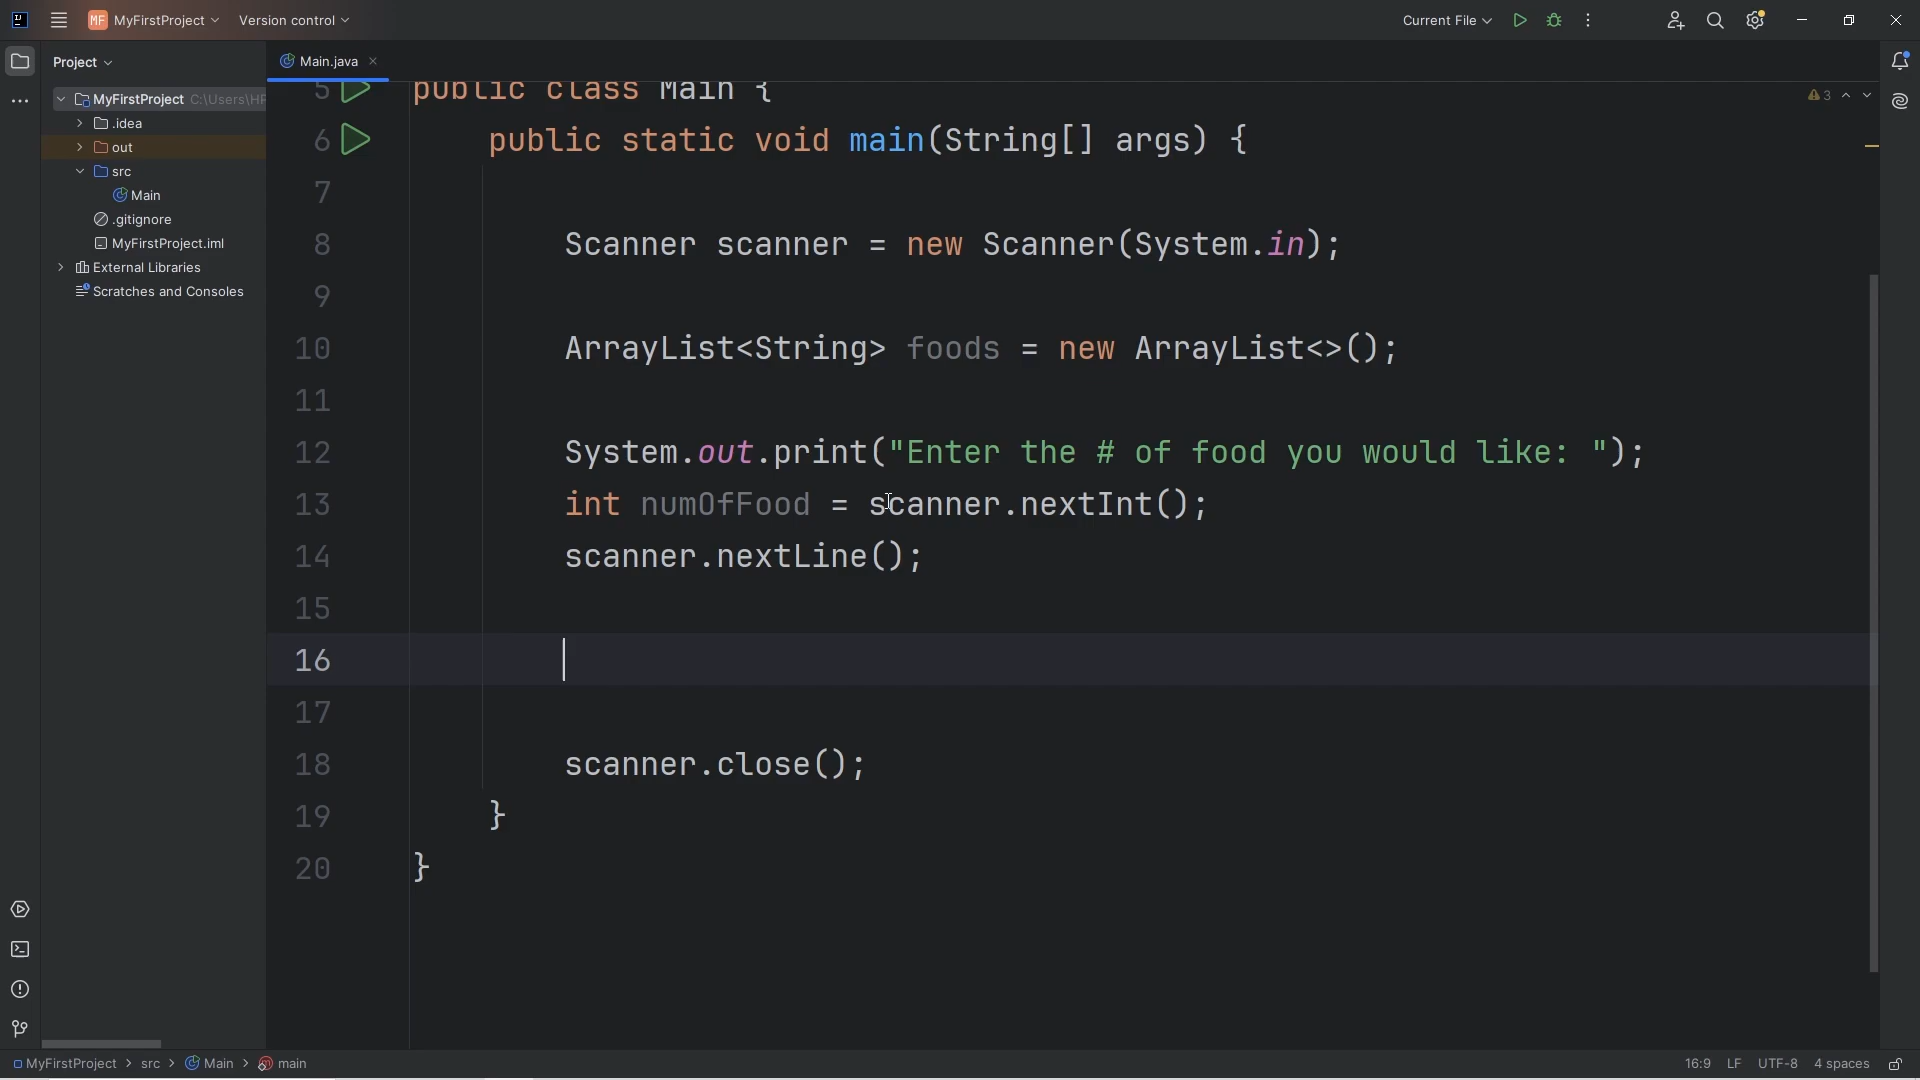 MF MyFirstProject Version control Current File
Project Main.java
MyFirstProject C:\Users\HP
.idea
out
src
Main
.gitignore
MyFirstProject.iml
External Libraries
Scratches and Consoles
3
5 public class Main {
6 public static void main(String[] args) {
7
8 Scanner scanner = new Scanner(System.in);
9
10 ArrayList<String> foods = new ArrayList<>();
11
12 System.out.print("Enter the # of food you would like: ");
13 int numOfFood = scanner.nextInt();
14 scanner.nextLine();
15
16
17
18 scanner.close();
19 }
20 }
MyFirstProject > src > Main > main 16:9 LF UTF-8 4 spaces